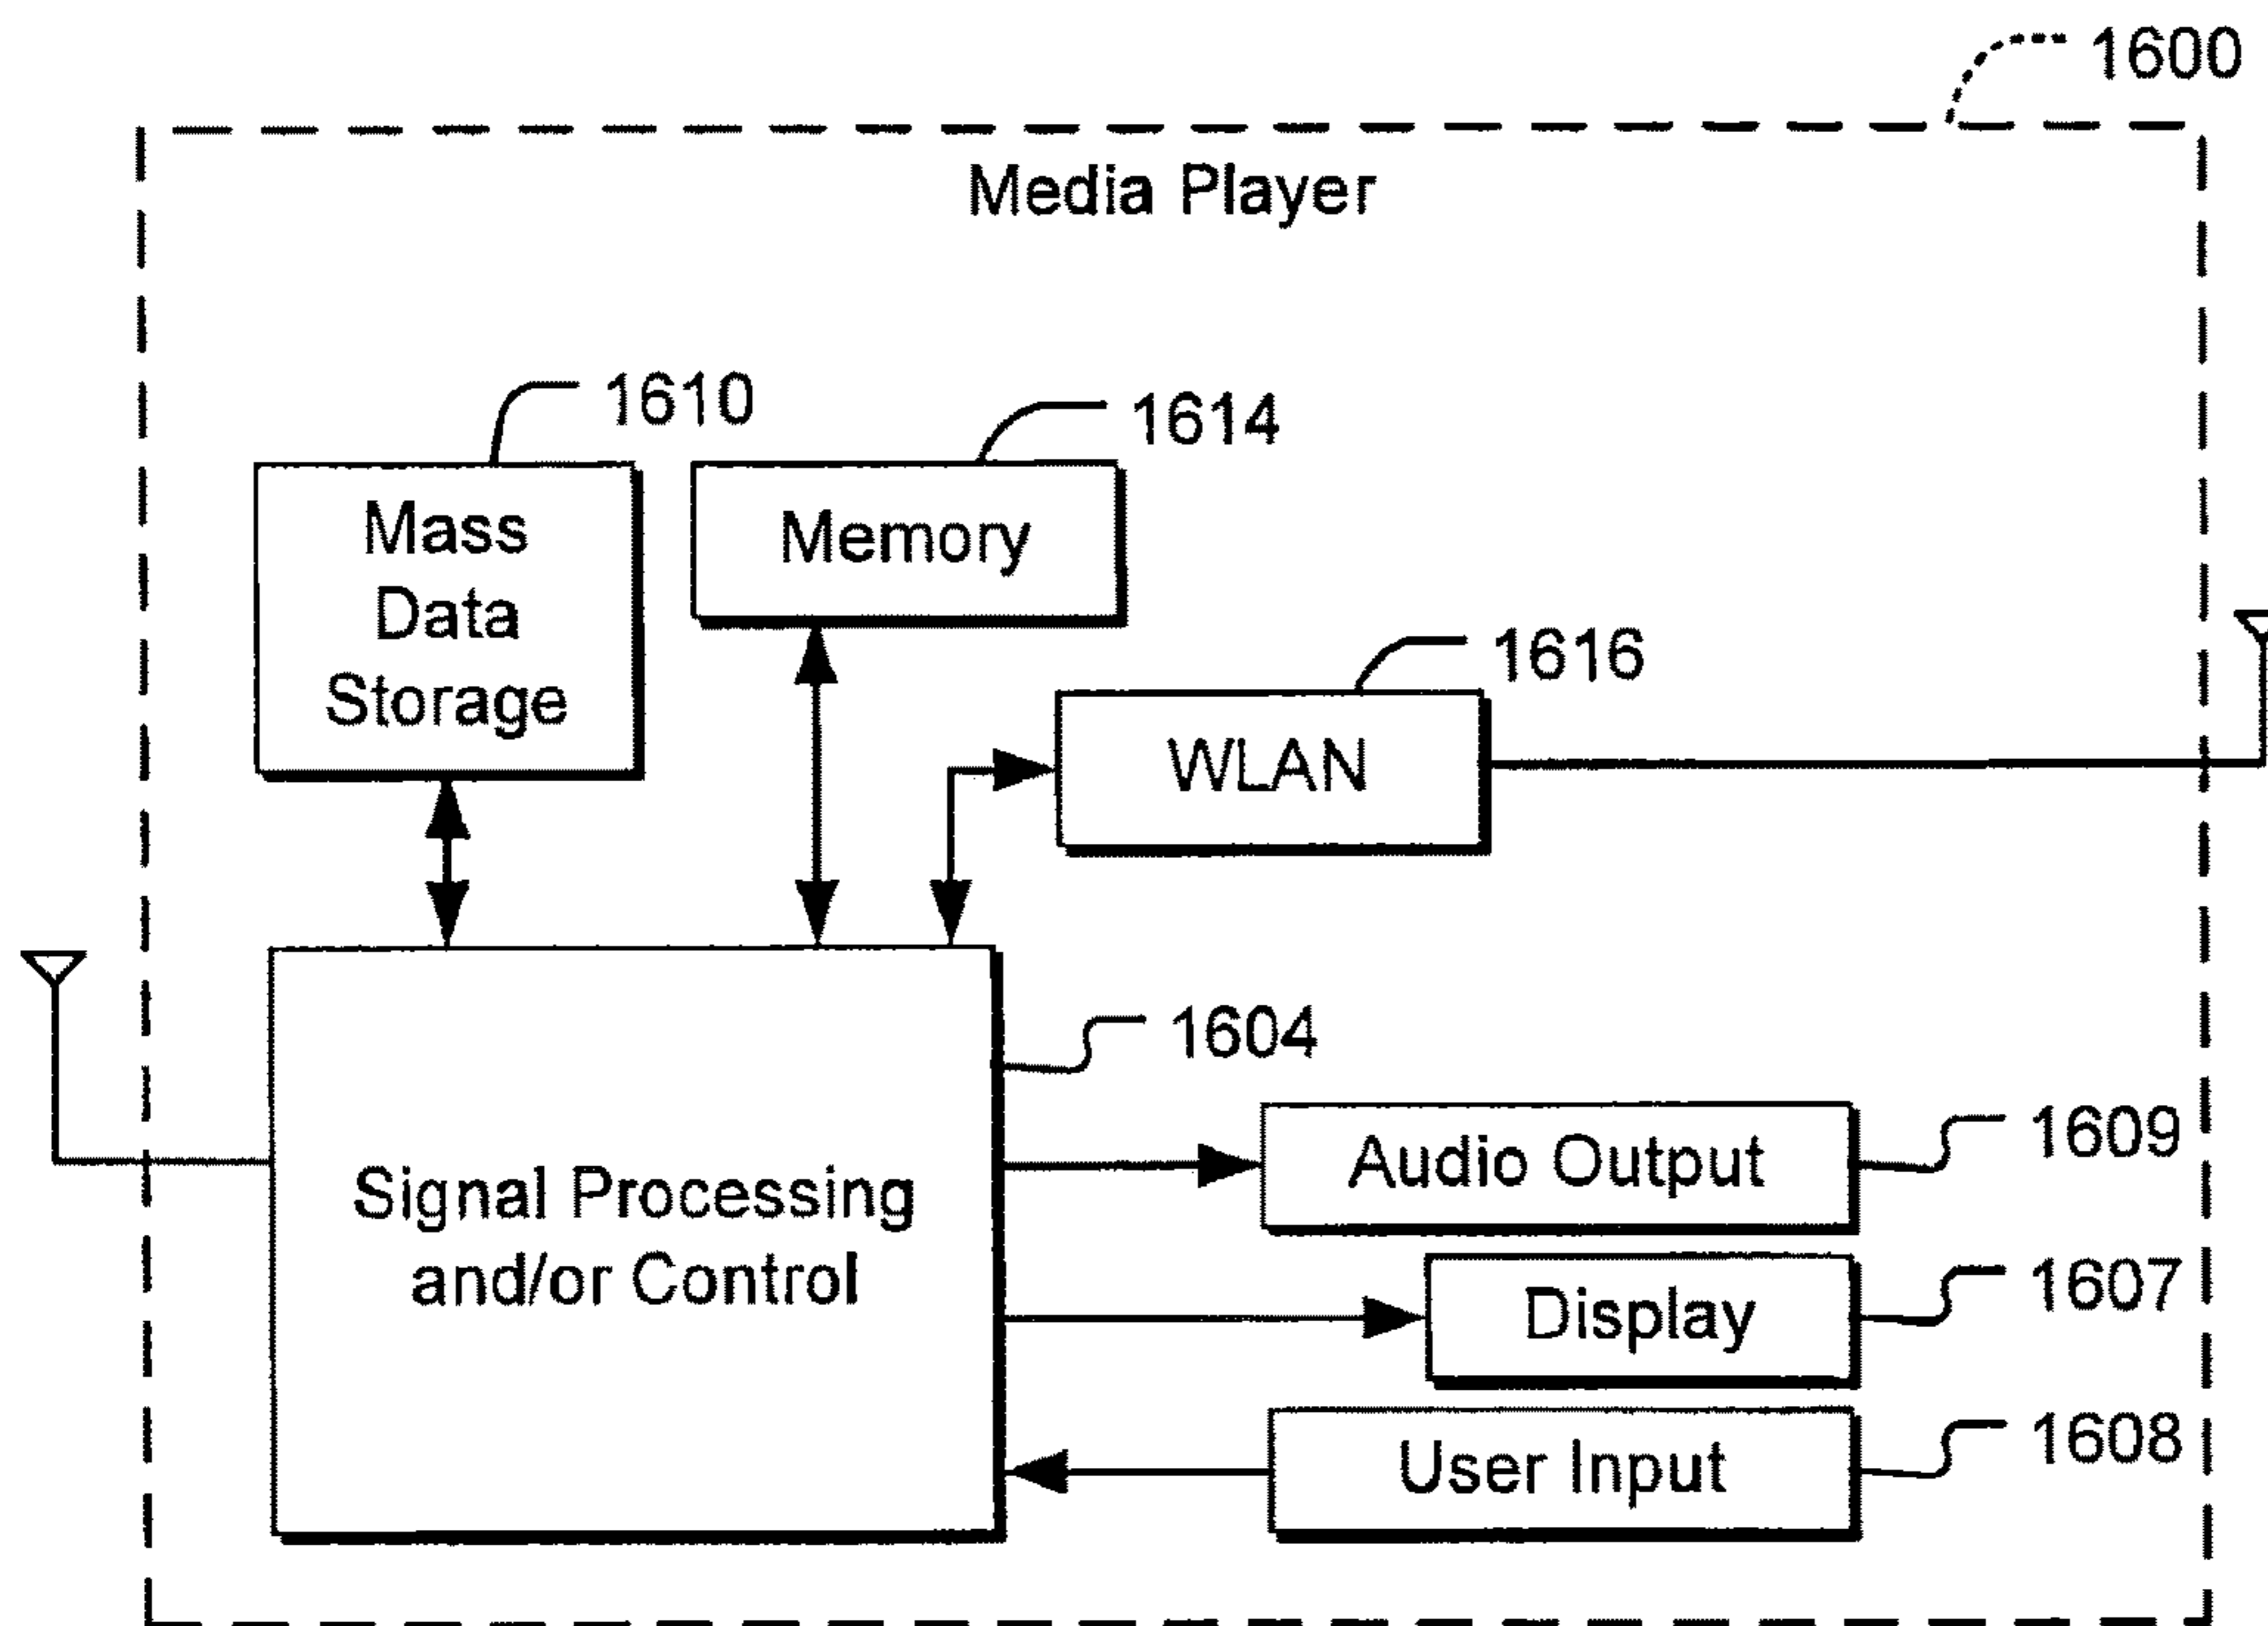 1600
Media Player
1610
1614
Mass
Data
Storage
Memory
1616
WLAN
1604
Signal Processing
and/or Control
Audio Output
1609
Display
1607
User Input
1608